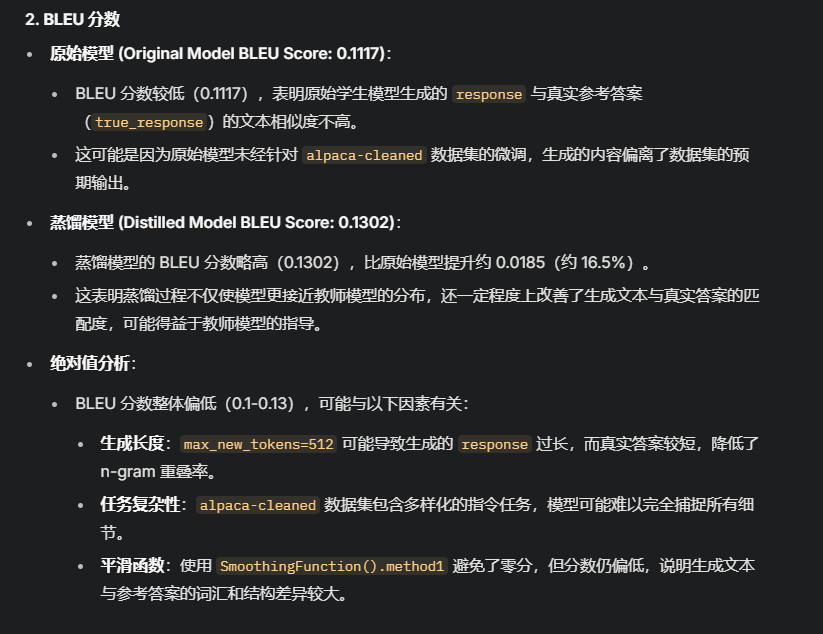 2. BLEU 分数
• 原始模型 (Original Model BLEU Score: 0.1117)：
• BLEU 分数较低（0.1117），表明原始学生模型生成的 response 与真实参考答案
（true_response）的文本相似度不高。
• 这可能是因为原始模型未经针对 alpaca-cleaned 数据集的微调，生成的内容偏离了数据集的预
期输出。
• 蒸馏模型 (Distilled Model BLEU Score: 0.1302)：
• 蒸馏模型的 BLEU 分数略高（0.1302），比原始模型提升约 0.0185（约 16.5%）。
• 这表明蒸馏过程不仅使模型更接近教师模型的分布，还一定程度上改善了生成文本与真实答案的匹
配度，可能得益于教师模型的指导。
• 绝对值分析：
• BLEU 分数整体偏低（0.1-0.13），可能与以下因素有关：
• 生成长度：max_new_tokens=512 可能导致生成的 response 过长，而真实答案较短，降低了
n-gram 重叠率。
• 任务复杂性：alpaca-cleaned 数据集包含多样化的指令任务，模型可能难以完全捕捉所有细
节。
• 平滑函数：使用 SmoothingFunction().method1 避免了零分，但分数仍偏低，说明生成文本
与参考答案的词汇和结构差异较大。